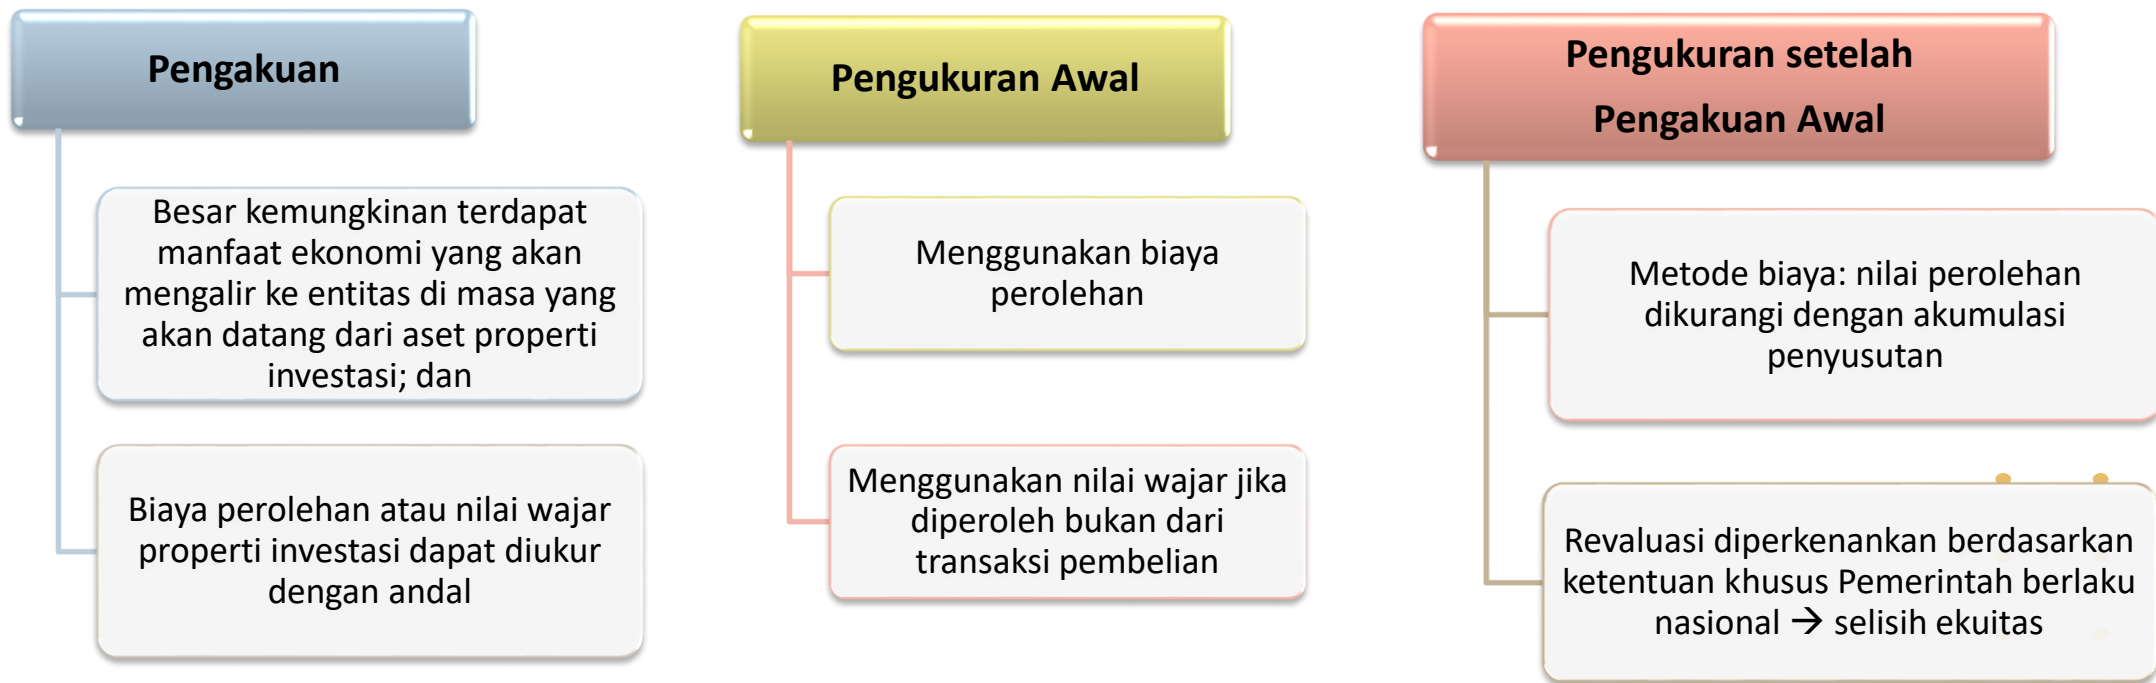 Pengakuan
Besar kemungkinan terdapat
manfaat ekonomi yang akan
mengalir ke entitas di masa yang
akan datang dari aset properti
investasi; dan
Biaya perolehan atau nilai wajar
properti investasi dapat diukur
dengan andal
Pengukuran Awal
Menggunakan biaya
perolehan
Menggunakan nilai wajar jika
diperoleh bukan dari
transaksi pembelian
Pengukuran setelah
Pengakuan Awal
Metode biaya: nilai perolehan
dikurangi dengan akumulasi
penyusutan
Revaluasi diperkenankan berdasarkan
ketentuan khusus Pemerintah berlaku
nasional → selisih ekuitas